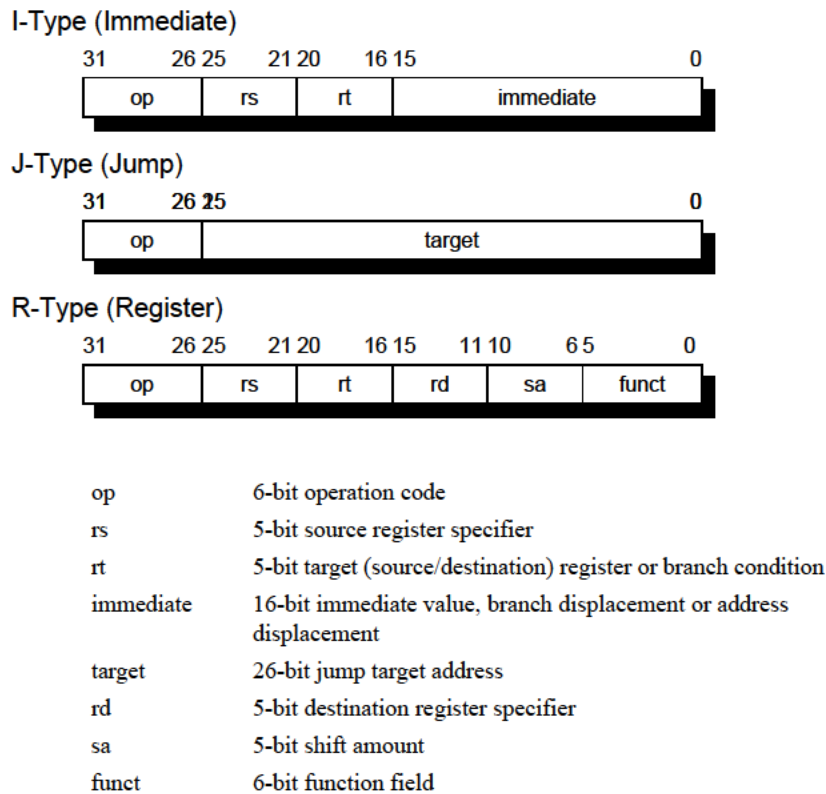 I-Type (Immediate)
31 26 25 21 20 16 15 0
op rs rt immediate
J-Type (Jump)
31 26 25 0
op target
R-Type (Register)
31 26 25 21 20 16 15 11 10 6 5 0
op rs rt rd sa funct
op 6-bit operation code
rs 5-bit source register specifier
rt 5-bit target (source/destination) register or branch condition
immediate 16-bit immediate value, branch displacement or address
displacement
target 26-bit jump target address
rd 5-bit destination register specifier
sa 5-bit shift amount
funct 6-bit function field